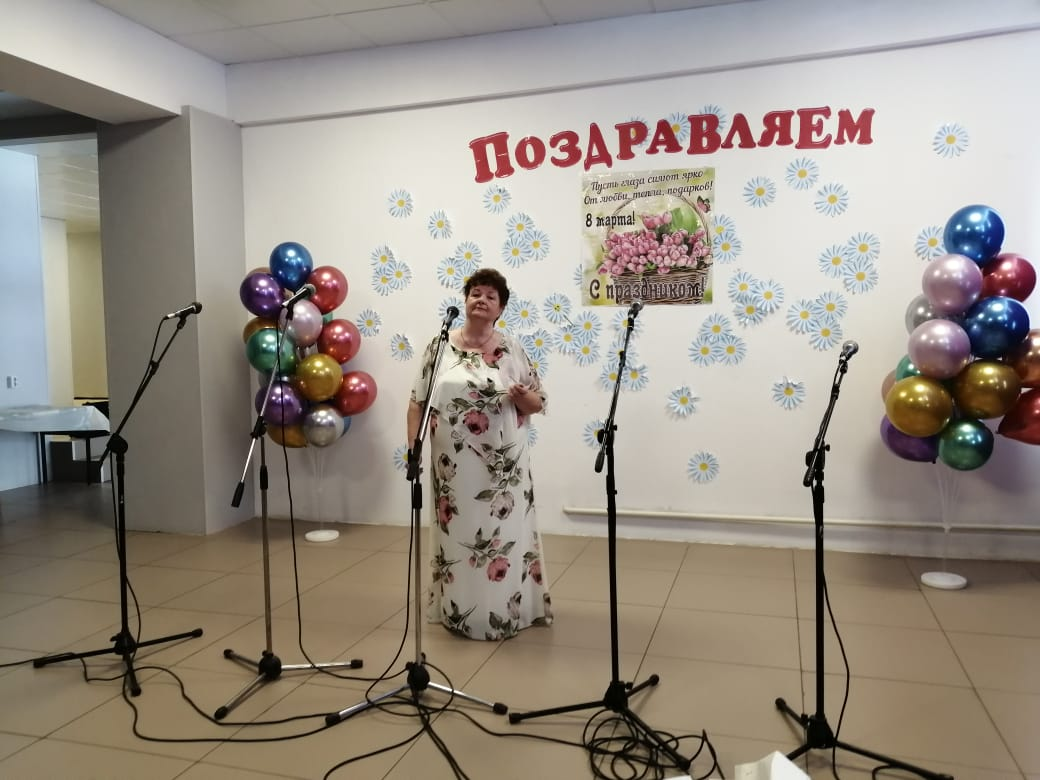 ПОЗДРАВЛЯЕМ
Пусть глаза сияют ярко
От любви, тепла, подарков!
8 марта!
С праздником!